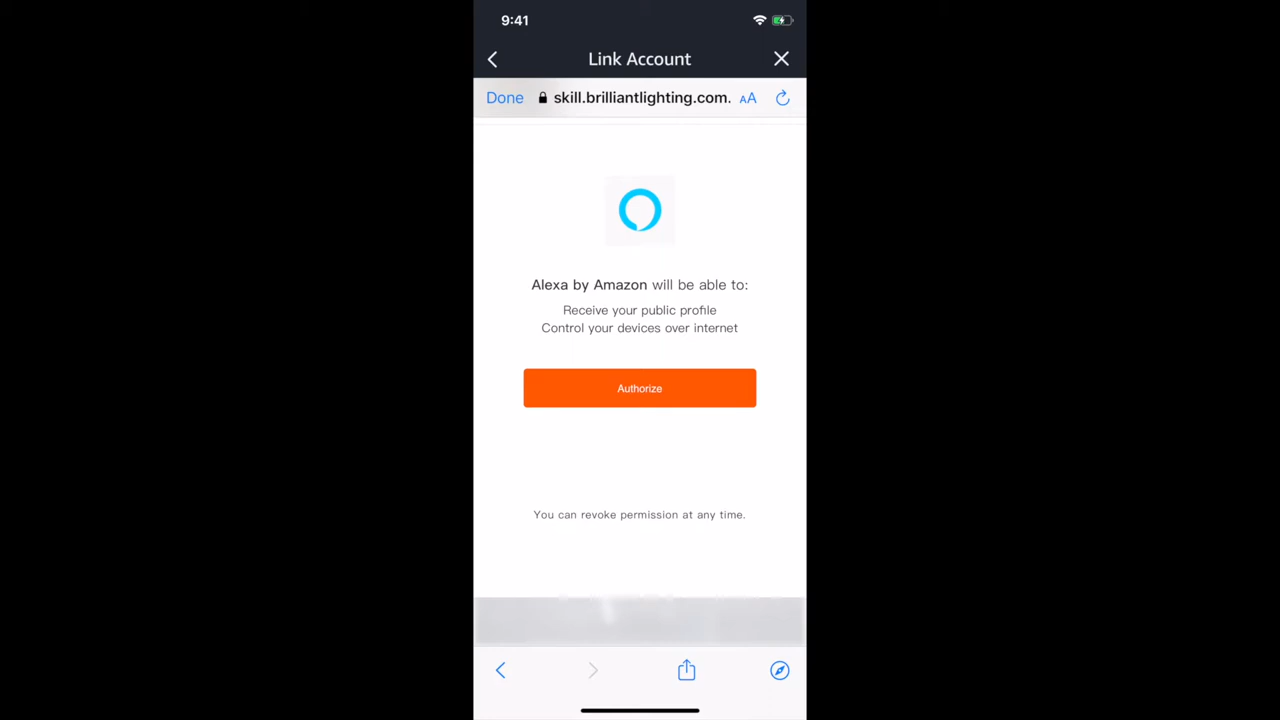 9:41
Link Account
Done skill.brilliantlighting.com. AA
Alexa by Amazon will be able to:
Receive your public profile
Control your devices over internet
Authorize
You can revoke permission at any time.